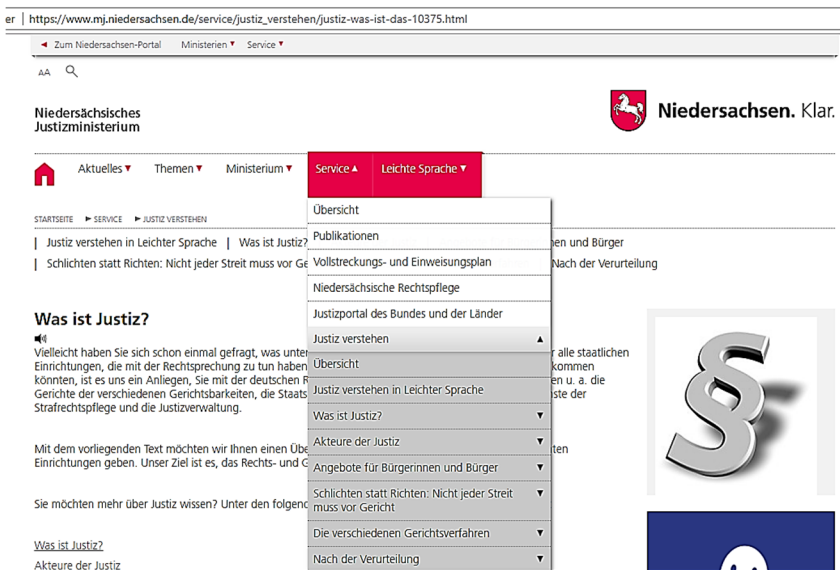 er | https://www.mj.niedersachsen.de/service/justiz_verstehen/justiz-was-ist-das-10375.html
◄ Zum Niedersachsen-Portal Ministerien ▼ Service ▼
AA
Niedersächsisches
Justizministerium
Niedersachsen. Klar.
Aktuelles ▼ Themen ▼ Ministerium ▼ Service ▲ Leichte Sprache ▼
STARTSEITE ► SERVICE ► JUSTIZ VERSTEHEN
| Justiz verstehen in Leichter Sprache | Was ist Justiz?
en und Bürger
| Schlichten statt Richten: Nicht jeder Streit muss vor Ge
Nach der Verurteilung
Übersicht
Publikationen
Vollstreckungs- und Einweisungsplan
Niedersächsische Rechtspflege
Justizportal des Bundes und der Länder
Justiz verstehen ▲
Übersicht
Justiz verstehen in Leichter Sprache
Was ist Justiz? ▼
Akteure der Justiz ▼
Angebote für Bürgerinnen und Bürger ▼
Schlichten statt Richten: Nicht jeder Streit ▼
muss vor Gericht
Die verschiedenen Gerichtsverfahren ▼
Nach der Verurteilung ▼
Was ist Justiz?
Vielleicht haben Sie sich schon einmal gefragt, was unter
r alle staatlichen
Einrichtungen, die mit der Rechtsprechung zu tun haben
kommen
könnten, ist es uns ein Anliegen, Sie mit der deutschen R
en u. a. die
Gerichte der verschiedenen Gerichtsbarkeiten, die Staats
ste der
Strafrechtspflege und die Justizverwaltung.
Mit dem vorliegenden Text möchten wir Ihnen einen Übe
ten
Einrichtungen geben. Unser Ziel ist es, das Rechts- und G
Sie möchten mehr über Justiz wissen? Unter den folgend
Was ist Justiz?
Akteure der Justiz
§